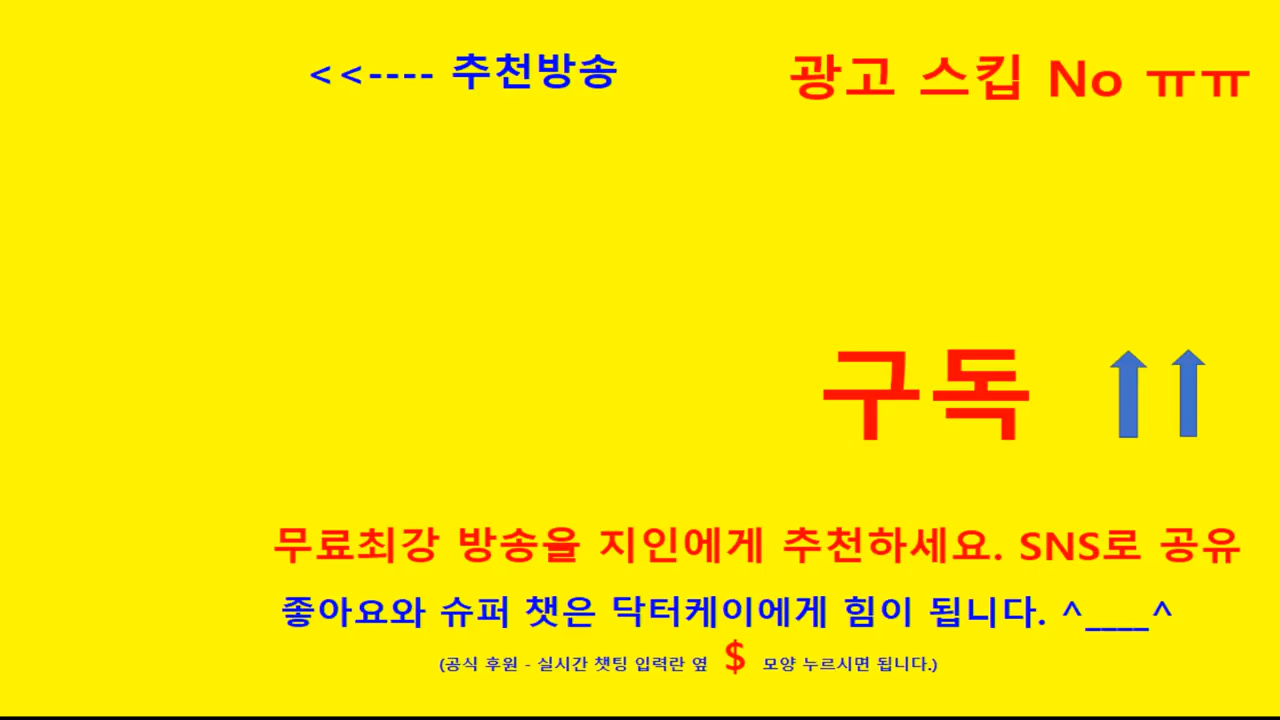 <<---- 추천방송
광고 스킵 No ㅠㅠ
구독
무료최강 방송을 지인에게 추천하세요. SNS로 공유
좋아요와 슈퍼 챗은 닥터케이에게 힘이 됩니다. ^____^
(공식 후원 - 실시간 챗팅 입력란 옆 $ 모양 누르시면 됩니다.)